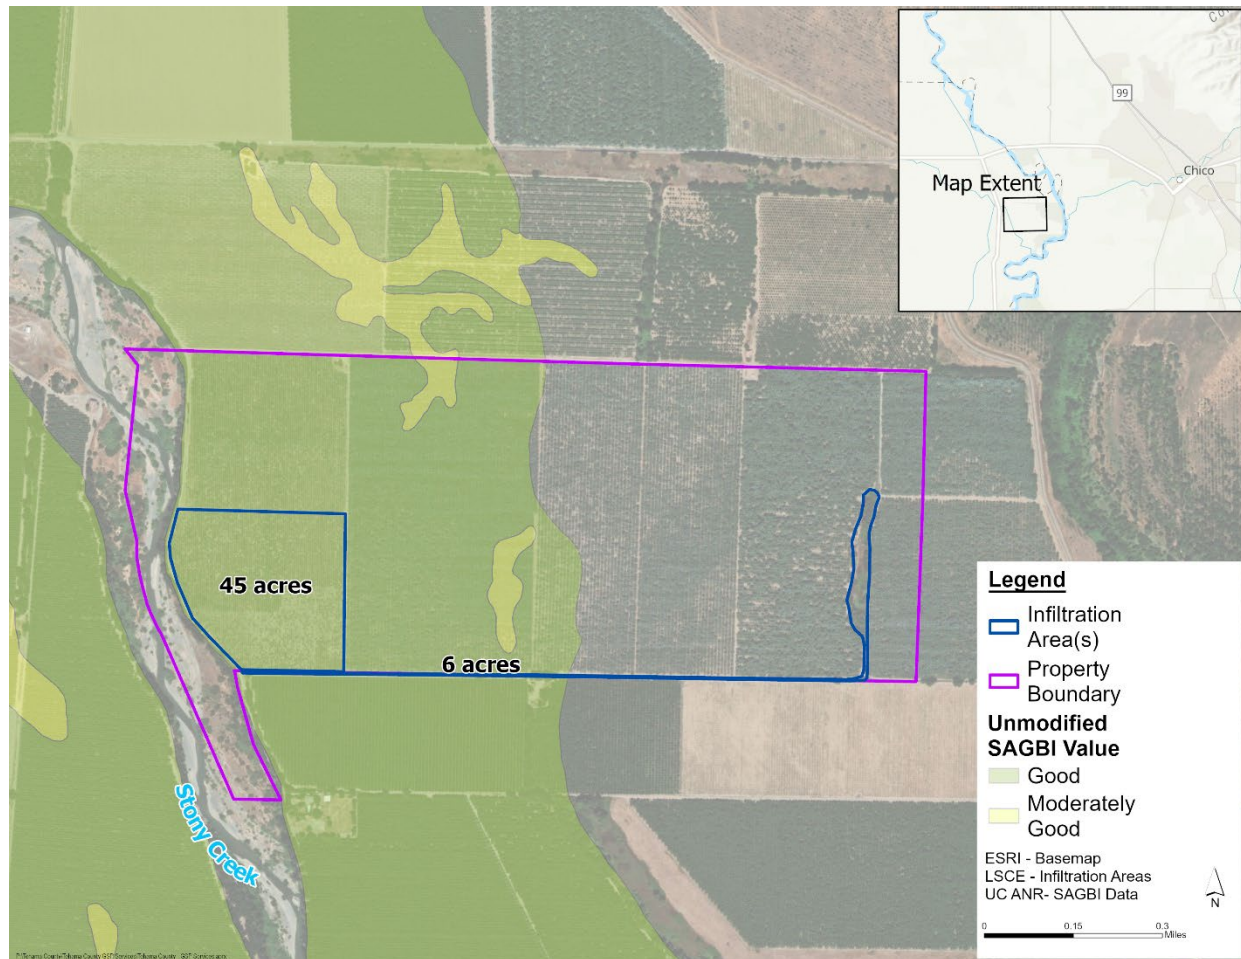 99
Chico
Map Extent
45 acres
6 acres
Stony Creek
Legend
Infiltration
Area(s)
Property
Boundary
Unmodified
SAGBI Value
Good
Moderately
Good
ESRI - Basemap
LSCE - Infiltration Areas
UC ANR- SAGBI Data
N
0 0.15 0.3
Miles